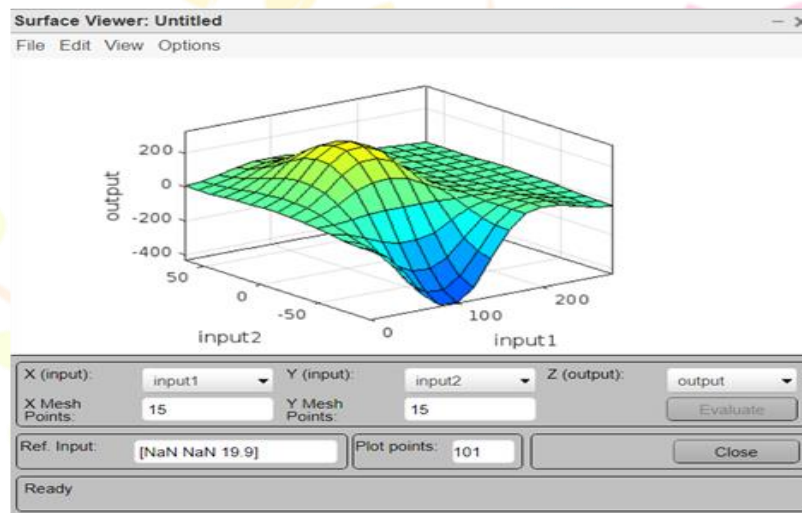 Surface Viewer: Untitled
File Edit View Options
200
0
-200
-400
output
50
0
-50
input2
0
100
200
input1
X (input):
input1
Y (input):
input2
Z (output):
output
X Mesh
Points:
15
Y Mesh
Points:
15
Evaluate
Ref. Input:
[NaN NaN 19.9]
Plot points:
101
Close
Ready